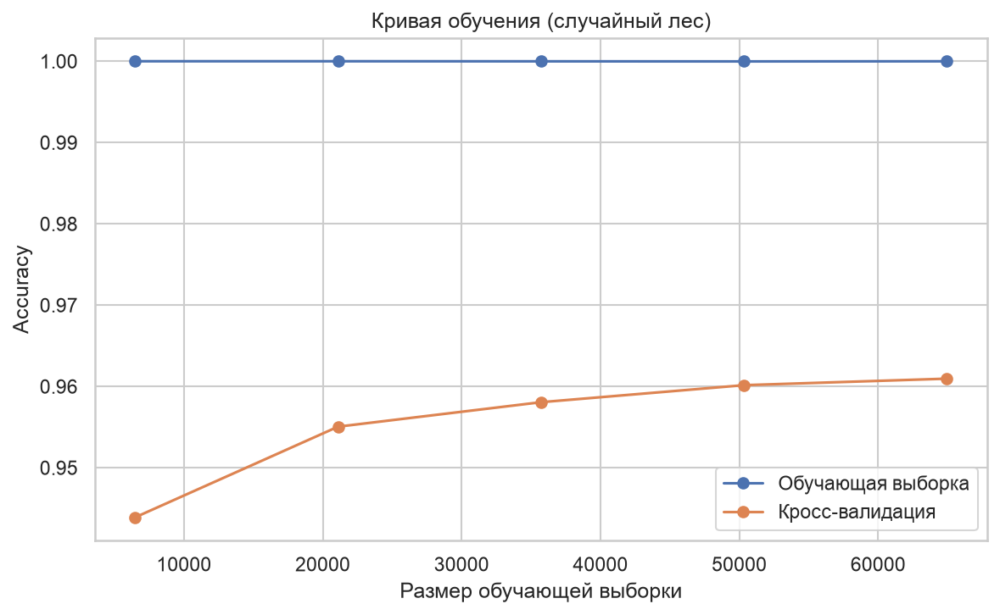 Кривая обучения (случайный лес)
1.00
0.99
0.98
0.97
0.96
0.95
Accuracy
10000 20000 30000 40000 50000 60000
Размер обучающей выборки
Обучающая выборка
Кросс-валидация